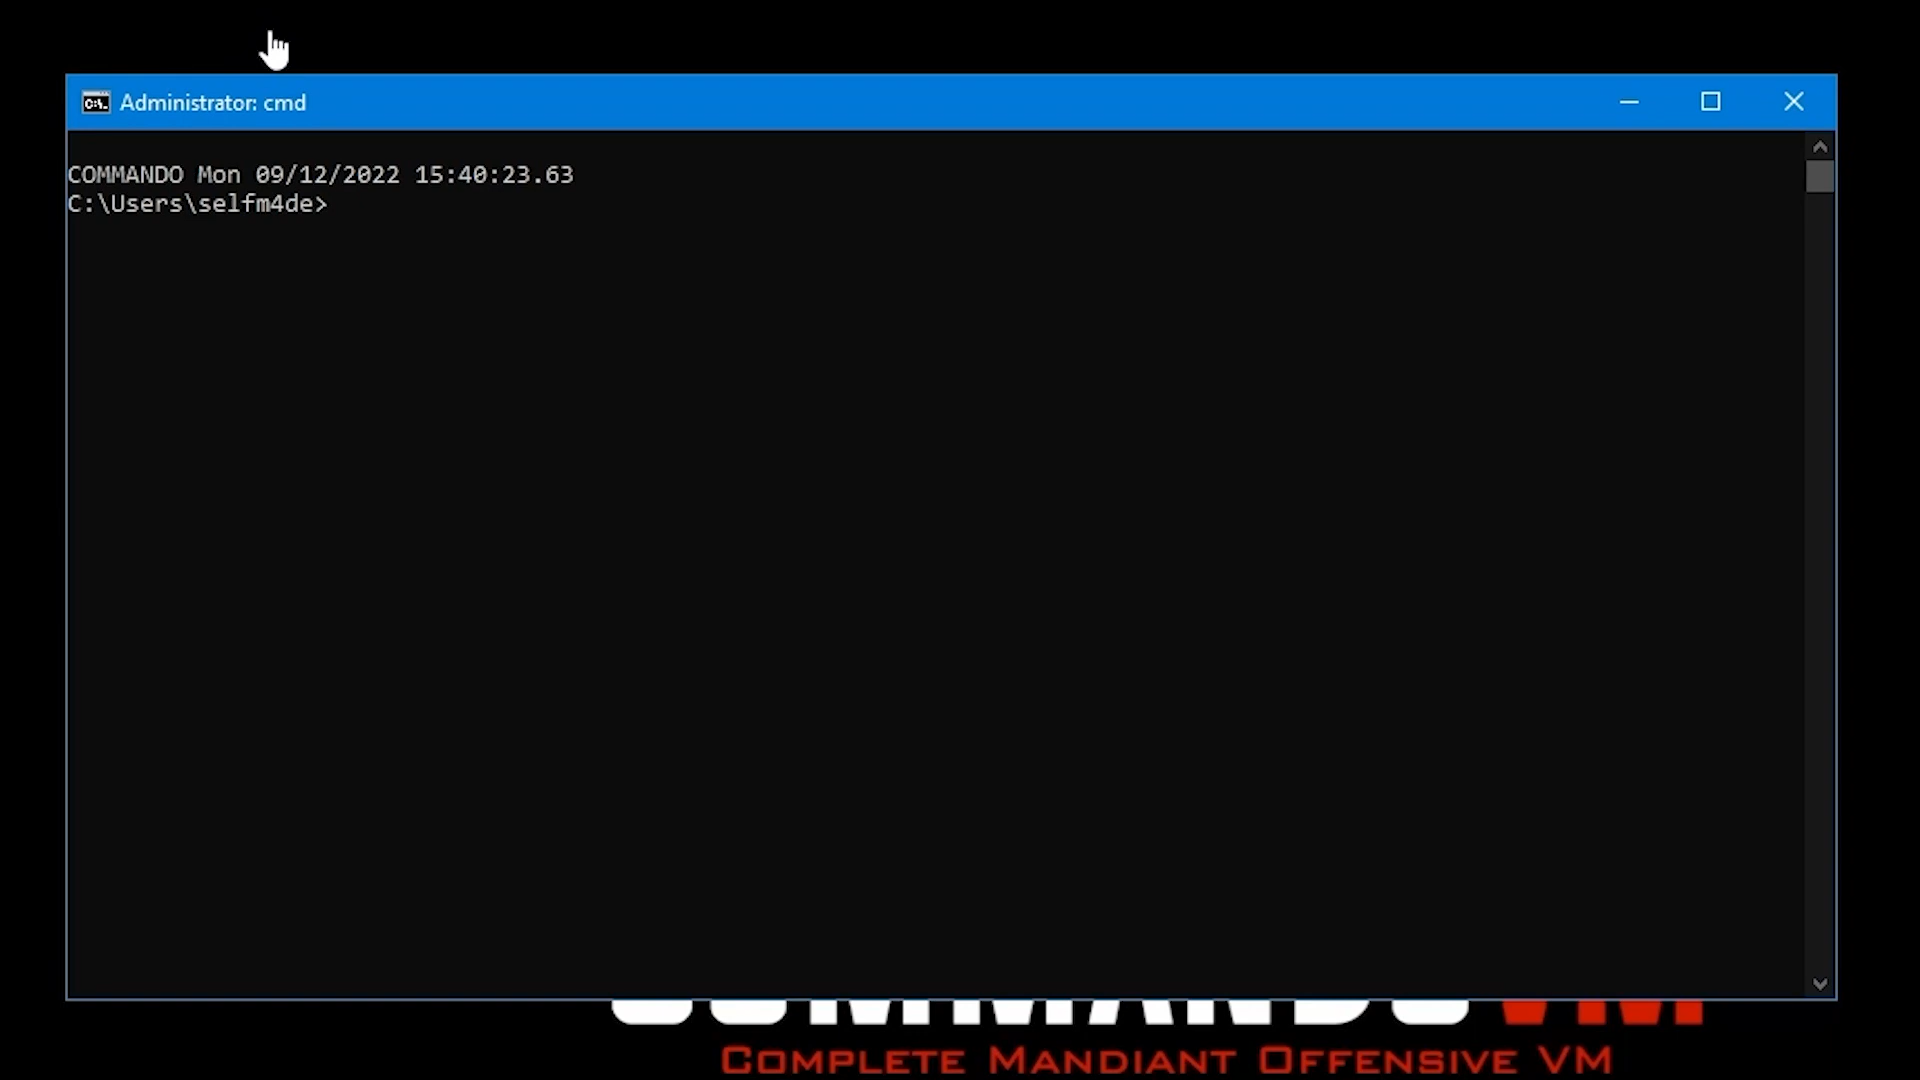 Administrator: cmd
COMMANDO Mon 09/12/2022 15:40:23.63
C:\Users\selfm4de>
COMMANDO VM
COMPLETE MANDIANT OFFENSIVE VM